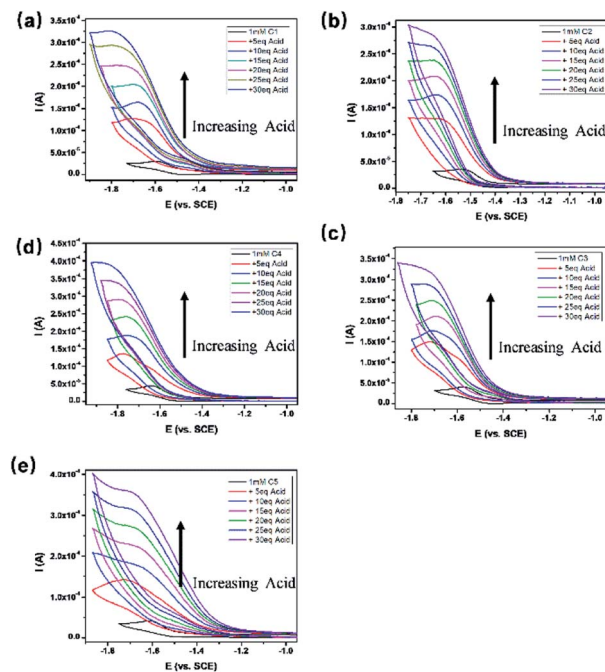 (a)
3.5x10⁻⁴
3.0x10⁻⁴
2.5x10⁻⁴
2.0x10⁻⁴
1.5x10⁻⁴
1.0x10⁻⁴
5.0x10⁻⁵
0.0
I (A)
1mM C1
+5eq Acid
+10eq Acid
+15eq Acid
+20eq Acid
+25eq Acid
+30eq Acid
Increasing Acid
-1.8 -1.6 -1.4 -1.2 -1.0
E (vs. SCE)
(b)
3.0x10⁻⁴
2.5x10⁻⁴
2.0x10⁻⁴
1.5x10⁻⁴
1.0x10⁻⁴
5.0x10⁻⁵
0.0
I (A)
1mM C2
+ 5eq Acid
+ 10eq Acid
+ 15eq Acid
+ 20eq Acid
+ 25eq Acid
+ 30eq Acid
Increasing Acid
-1.8 -1.7 -1.6 -1.5 -1.4 -1.3 -1.2 -1.1 -1.0
E (vs. SCE)
(d)
4.5x10⁻⁴
4.0x10⁻⁴
3.5x10⁻⁴
3.0x10⁻⁴
2.5x10⁻⁴
2.0x10⁻⁴
1.5x10⁻⁴
1.0x10⁻⁴
5.0x10⁻⁵
0.0
I (A)
1mM C4
+5eq Acid
+10eq Acid
+15eq Acid
+20eq Acid
+25eq Acid
+30eq Acid
Increasing Acid
-1.8 -1.6 -1.4 -1.2 -1.0
E (vs. SCE)
(c)
3.5x10⁻⁴
3.0x10⁻⁴
2.5x10⁻⁴
2.0x10⁻⁴
1.5x10⁻⁴
1.0x10⁻⁴
5.0x10⁻⁵
0.0
I (A)
1mM C3
+ 5eq Acid
+ 10eq Acid
+ 15eq Acid
+ 20eq Acid
+ 25eq Acid
+ 30eq Acid
Increasing Acid
-1.8 -1.6 -1.4 -1.2 -1.0
E (vs. SCE)
(e)
4.0x10⁻⁴
3.0x10⁻⁴
2.0x10⁻⁴
1.0x10⁻⁴
0.0
I (A)
1mM C5
+ 5eq Acid
+ 10eq Acid
+ 15eq Acid
+ 20eq Acid
+ 25eq Acid
+ 30eq Acid
Increasing Acid
-1.8 -1.6 -1.4 -1.2 -1.0
E (vs. SCE)